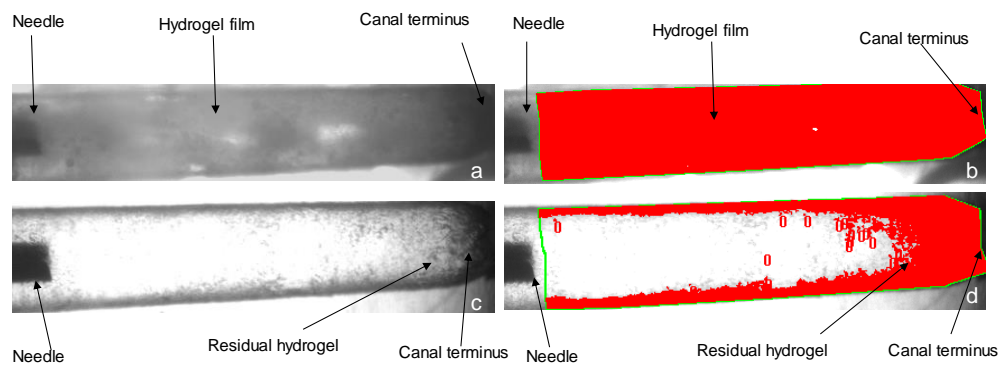 Needle
Hydrogel film
Canal terminus
Needle
Hydrogel film
Canal terminus
a
b
c
d
Needle
Residual hydrogel
Canal terminus
Needle
Residual hydrogel
Canal terminus